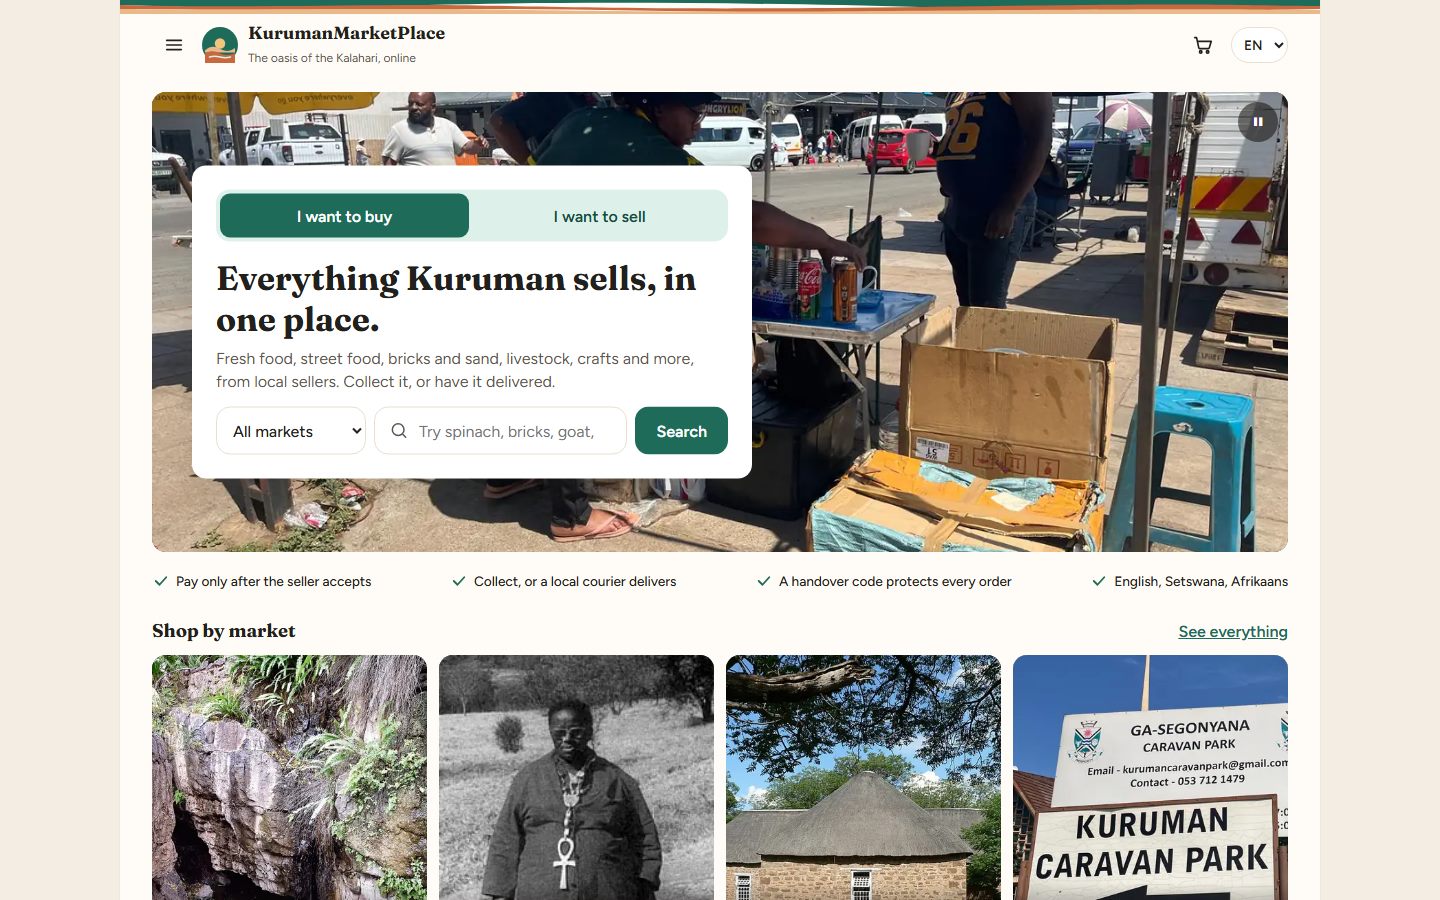 KurumanMarketPlace
The oasis of the Kalahari, online
EN
I want to buy
I want to sell
Everything Kuruman sells, in
one place.
Fresh food, street food, bricks and sand, livestock, crafts and more,
from local sellers. Collect it, or have it delivered.
All markets
Try spinach, bricks, goat,
Search
Pay only after the seller accepts
Collect, or a local courier delivers
A handover code protects every order
English, Setswana, Afrikaans
Shop by market
See everything
GA-SEGONYANA
CARAVAN PARK
Email - kurumancaravanpark@gmail.com
Contact - 053 712 1479
KURUMAN
CARAVAN PARK